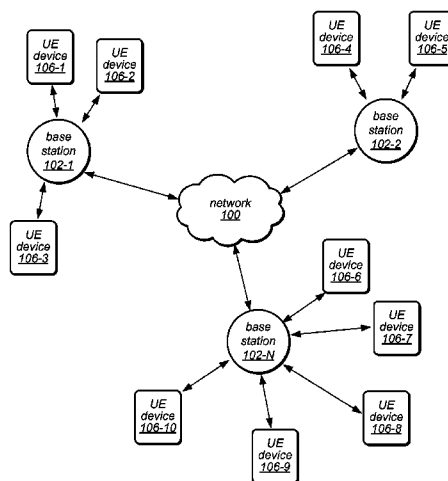 UE
device
106-1
UE
device
106-2
UE
device
106-4
UE
device
106-5
base
station
102-1
base
station
102-2
network
100
UE
device
106-3
UE
device
106-6
UE
device
106-7
base
station
102-N
UE
device
106-10
UE
device
106-8
UE
device
106-9